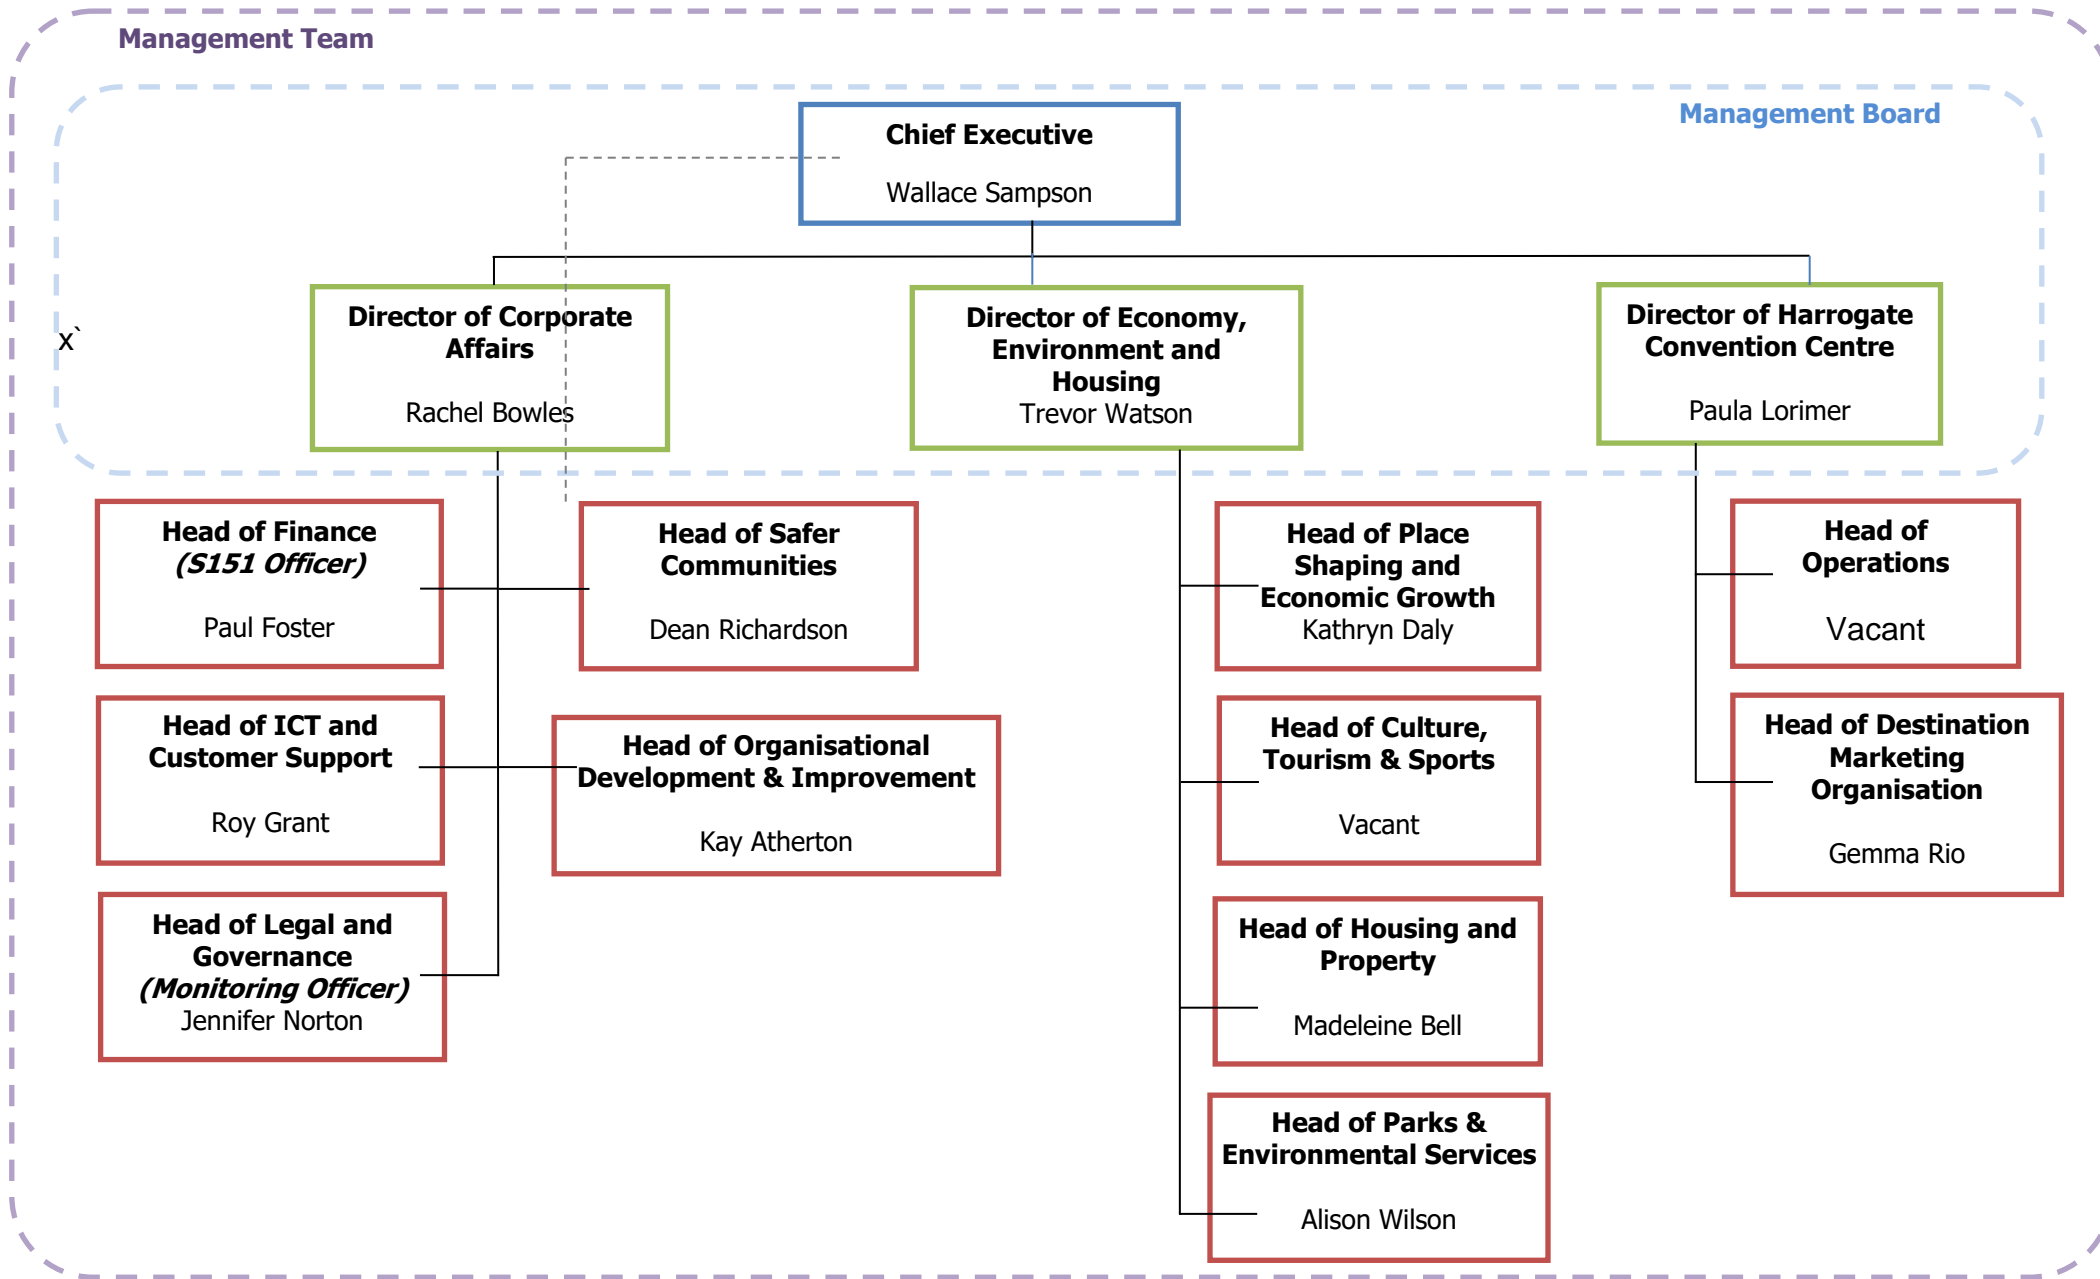 Management Team
Management Board
Chief Executive
Wallace Sampson
Director of Corporate
Affairs
Rachel Bowles
Director of Economy,
Environment and
Housing
Trevor Watson
Director of Harrogate
Convention Centre
Paula Lorimer
x`
Head of Finance
(S151 Officer)
Paul Foster
Head of Safer
Communities
Dean Richardson
Head of Place
Shaping and
Economic Growth
Kathryn Daly
Head of
Operations
Vacant
Head of ICT and
Customer Support
Roy Grant
Head of Organisational
Development & Improvement
Kay Atherton
Head of Culture,
Tourism & Sports
Vacant
Head of Destination
Marketing
Organisation
Gemma Rio
Head of Legal and
Governance
(Monitoring Officer)
Jennifer Norton
Head of Housing and
Property
Madeleine Bell
Head of Parks &
Environmental Services
Alison Wilson